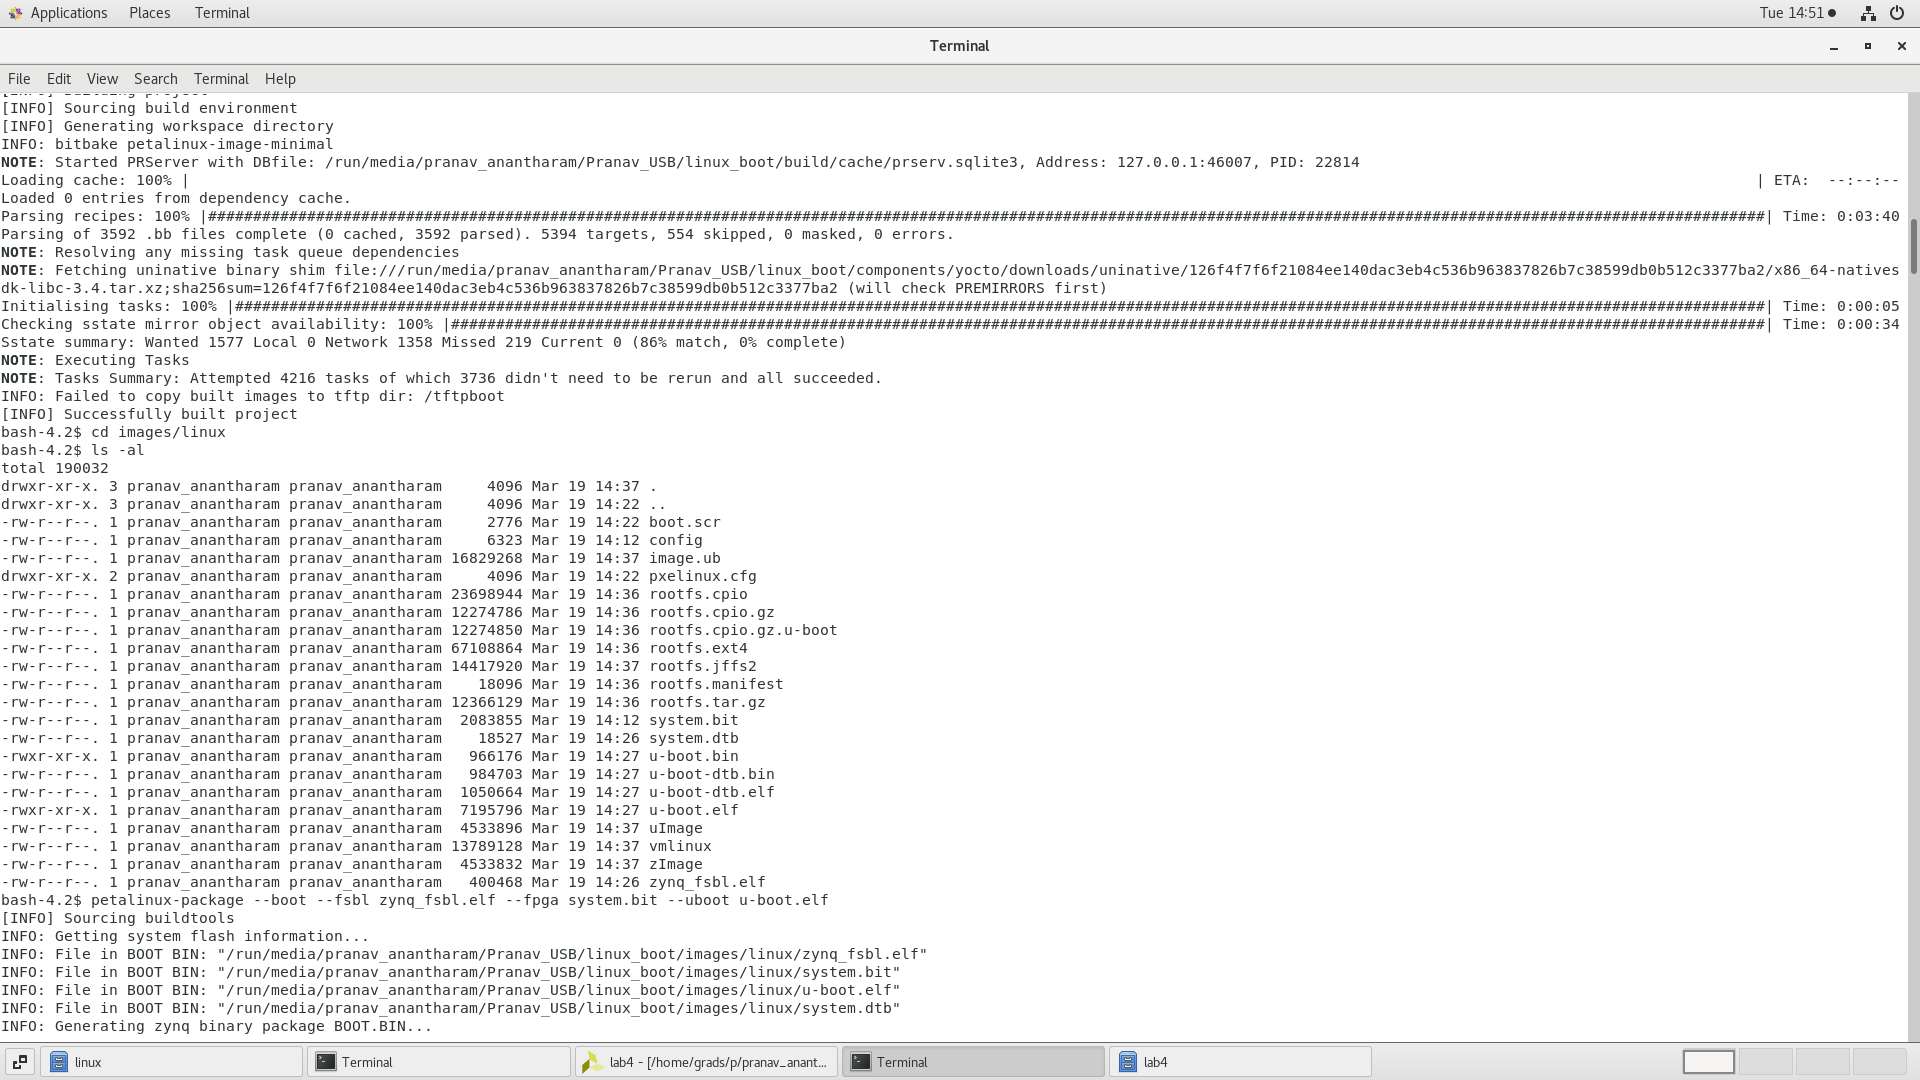 Applications Places Terminal Tue 14:51
Terminal
File Edit View Search Terminal Help
[INFO] Building project
[INFO] Sourcing build environment
[INFO] Generating workspace directory
INFO: bitbake petalinux-image-minimal
NOTE: Started PRServer with DBfile: /run/media/pranav_anantharam/Pranav_USB/linux_boot/build/cache/prserv.sqlite3, Address: 127.0.0.1:46007, PID: 22814
Loading cache: 100% | | ETA: --:--:--
Loaded 0 entries from dependency cache.
Parsing recipes: 100% |#############################################################################################################################################################################| Time: 0:03:40
Parsing of 3592 .bb files complete (0 cached, 3592 parsed). 5394 targets, 554 skipped, 0 masked, 0 errors.
NOTE: Resolving any missing task queue dependencies
NOTE: Fetching uninative binary shim file:///run/media/pranav_anantharam/Pranav_USB/linux_boot/components/yocto/downloads/uninative/126f4f7f6f21084ee140dac3eb4c536b963837826b7c38599db0b512c3377ba2/x86_64-natives
dk-libc-3.4.tar.xz;sha256sum=126f4f7f6f21084ee140dac3eb4c536b963837826b7c38599db0b512c3377ba2 (will check PREMIRRORS first)
Initialising tasks: 100% |##########################################################################################################################################################################| Time: 0:00:05
Checking sstate mirror object availability: 100% |##################################################################################################################################################| Time: 0:00:34
Sstate summary: Wanted 1577 Local 0 Network 1358 Missed 219 Current 0 (86% match, 0% complete)
NOTE: Executing Tasks
NOTE: Tasks Summary: Attempted 4216 tasks of which 3736 didn't need to be rerun and all succeeded.
INFO: Failed to copy built images to tftp dir: /tftpboot
[INFO] Successfully built project
bash-4.2$ cd images/linux
bash-4.2$ ls -al
total 190032
drwxr-xr-x. 3 pranav_anantharam pranav_anantharam 4096 Mar 19 14:37 .
drwxr-xr-x. 3 pranav_anantharam pranav_anantharam 4096 Mar 19 14:22 ..
-rw-r--r--. 1 pranav_anantharam pranav_anantharam 2776 Mar 19 14:22 boot.scr
-rw-r--r--. 1 pranav_anantharam pranav_anantharam 6323 Mar 19 14:12 config
-rw-r--r--. 1 pranav_anantharam pranav_anantharam 16829268 Mar 19 14:37 image.ub
drwxr-xr-x. 2 pranav_anantharam pranav_anantharam 4096 Mar 19 14:22 pxelinux.cfg
-rw-r--r--. 1 pranav_anantharam pranav_anantharam 23698944 Mar 19 14:36 rootfs.cpio
-rw-r--r--. 1 pranav_anantharam pranav_anantharam 12274786 Mar 19 14:36 rootfs.cpio.gz
-rw-r--r--. 1 pranav_anantharam pranav_anantharam 12274850 Mar 19 14:36 rootfs.cpio.gz.u-boot
-rw-r--r--. 1 pranav_anantharam pranav_anantharam 67108864 Mar 19 14:36 rootfs.ext4
-rw-r--r--. 1 pranav_anantharam pranav_anantharam 14417920 Mar 19 14:37 rootfs.jffs2
-rw-r--r--. 1 pranav_anantharam pranav_anantharam 18096 Mar 19 14:36 rootfs.manifest
-rw-r--r--. 1 pranav_anantharam pranav_anantharam 12366129 Mar 19 14:36 rootfs.tar.gz
-rw-r--r--. 1 pranav_anantharam pranav_anantharam 2083855 Mar 19 14:12 system.bit
-rw-r--r--. 1 pranav_anantharam pranav_anantharam 18527 Mar 19 14:26 system.dtb
-rwxr-xr-x. 1 pranav_anantharam pranav_anantharam 966176 Mar 19 14:27 u-boot.bin
-rw-r--r--. 1 pranav_anantharam pranav_anantharam 984703 Mar 19 14:27 u-boot-dtb.bin
-rw-r--r--. 1 pranav_anantharam pranav_anantharam 1050664 Mar 19 14:27 u-boot-dtb.elf
-rwxr-xr-x. 1 pranav_anantharam pranav_anantharam 7195796 Mar 19 14:27 u-boot.elf
-rw-r--r--. 1 pranav_anantharam pranav_anantharam 4533896 Mar 19 14:37 uImage
-rw-r--r--. 1 pranav_anantharam pranav_anantharam 13789128 Mar 19 14:37 vmlinux
-rw-r--r--. 1 pranav_anantharam pranav_anantharam 4533832 Mar 19 14:37 zImage
-rw-r--r--. 1 pranav_anantharam pranav_anantharam 400468 Mar 19 14:26 zynq_fsbl.elf
bash-4.2$ petalinux-package --boot --fsbl zynq_fsbl.elf --fpga system.bit --uboot u-boot.elf
[INFO] Sourcing buildtools
INFO: Getting system flash information...
INFO: File in BOOT BIN: "/run/media/pranav_anantharam/Pranav_USB/linux_boot/images/linux/zynq_fsbl.elf"
INFO: File in BOOT BIN: "/run/media/pranav_anantharam/Pranav_USB/linux_boot/images/linux/system.bit"
INFO: File in BOOT BIN: "/run/media/pranav_anantharam/Pranav_USB/linux_boot/images/linux/u-boot.elf"
INFO: File in BOOT BIN: "/run/media/pranav_anantharam/Pranav_USB/linux_boot/images/linux/system.dtb"
INFO: Generating zynq binary package BOOT.BIN...
linux Terminal lab4 - [/home/grads/p/pranav_anant... Terminal lab4